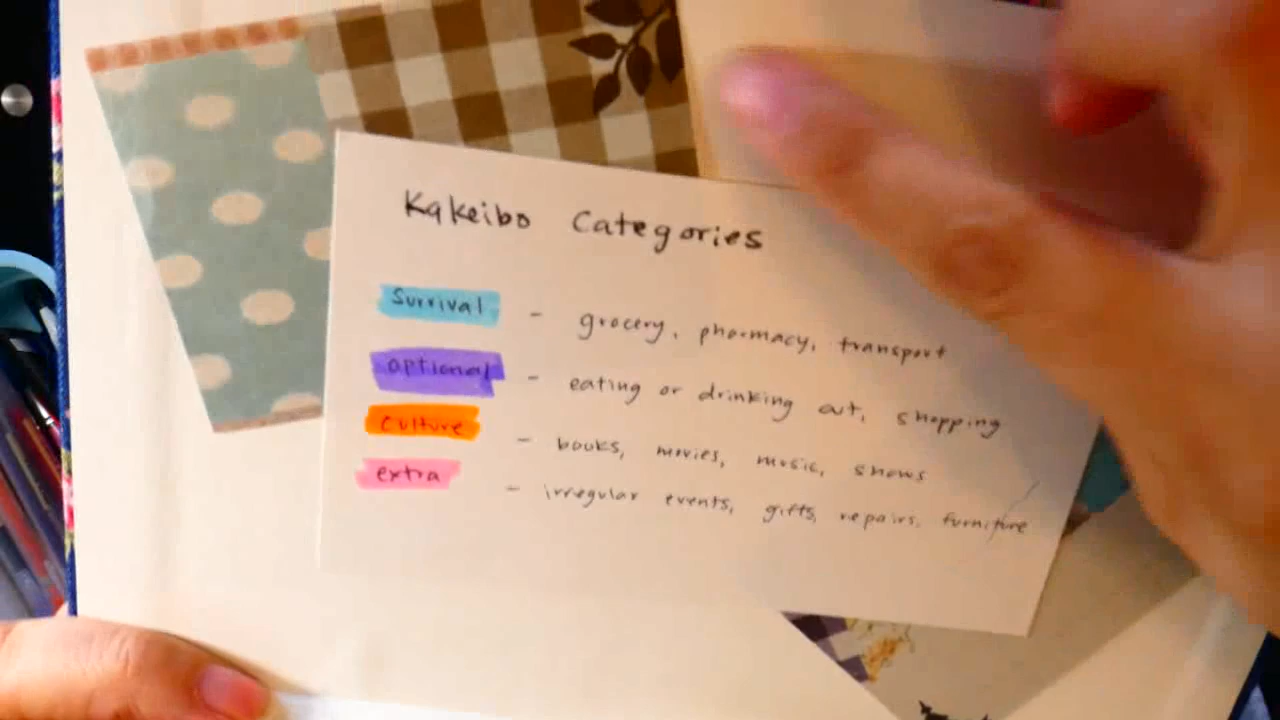 Kakeibo Categories
Survival - grocery, pharmacy, transport
optional - eating or drinking out, shopping
culture - books, movies, music, shows
extra - irregular events, gifts, repairs, furniture